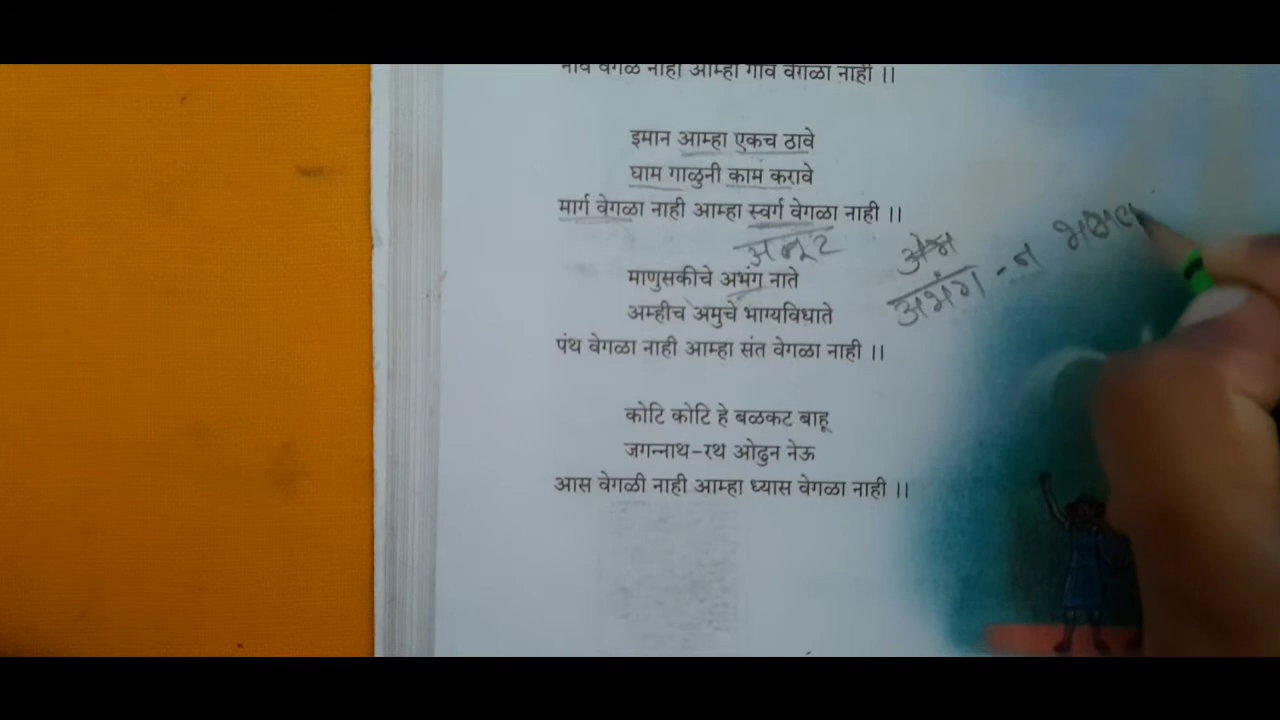 नाव वेगळे नाही आम्हा गाव वेगळा नाही ।।
इमान आम्हा एकच ठावे
घाम गाळुनी काम करावे
मार्ग वेगळा नाही आम्हा स्वर्ग वेगळा नाही ।।
अतूट
माणुसकीचे अभंग नाते
अभंग - न
अम्हीच अमुचे भाग्यविधाते
पंथ वेगळा नाही आम्हा संत वेगळा नाही ।।
कोटि कोटि हे बळकट बाहू
जगन्नाथ-रथ ओढुन नेऊ
आस वेगळी नाही आम्हा ध्यास वेगळा नाही ।।